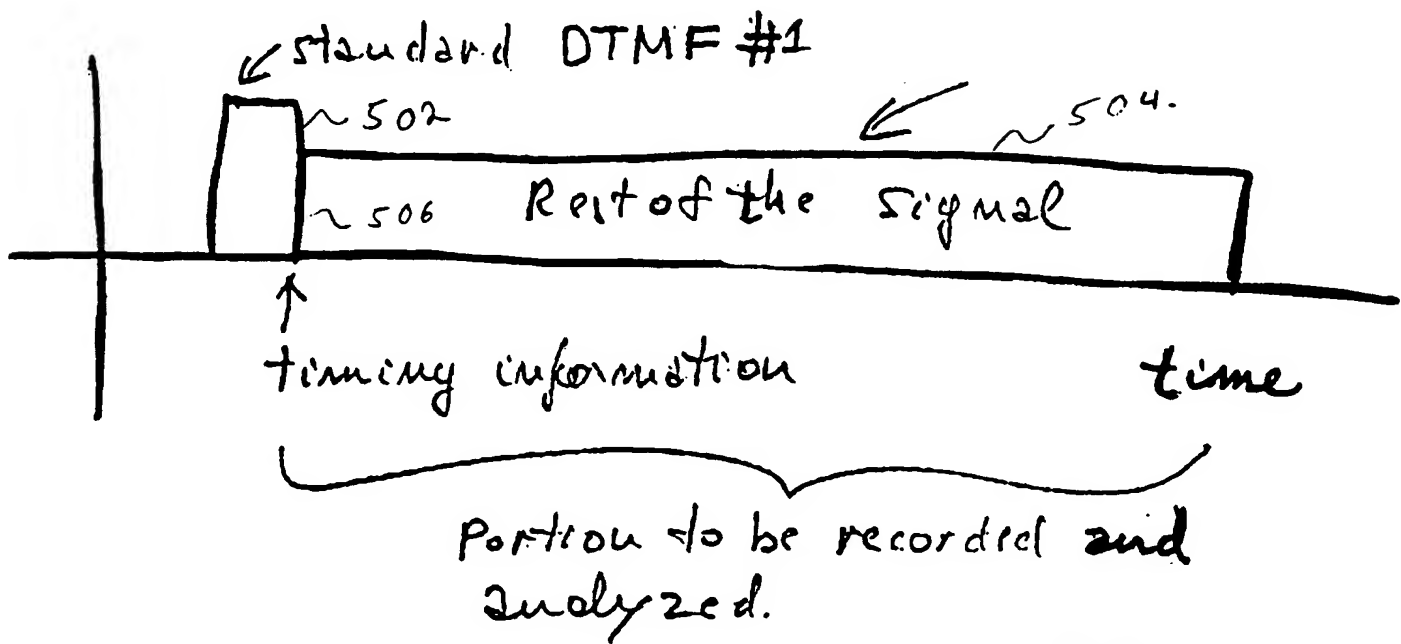 standard DTMF #1
~502
~504.
~506 Rest of the signal
timing information time
Portion to be recorded and
analyzed.